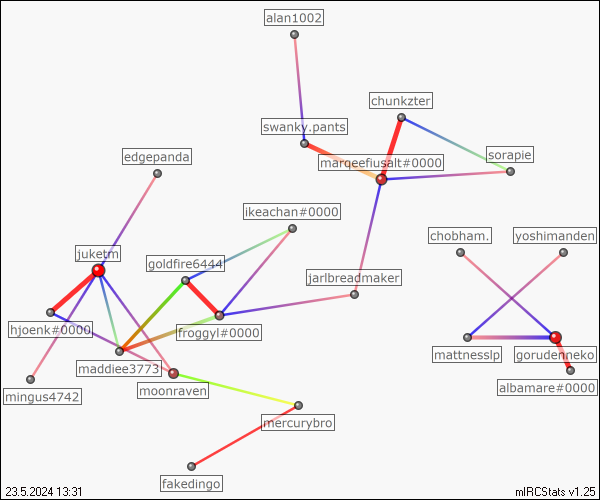 alan1002
chunkzter
swanky.pants
sorapie
marqeefiusalt#0000
edgepanda
ikeachan#0000
chobham.
yoshimanden
juketm
goldfire6444
jarlbreadmaker
hjoenk#0000
froggyl#0000
mattnesslp
gorudenneko
maddiee3773
moonraven
albamare#0000
mingus4742
mercurybro
fakedingo
23.5.2024 13:31
mIRCStats v1.25